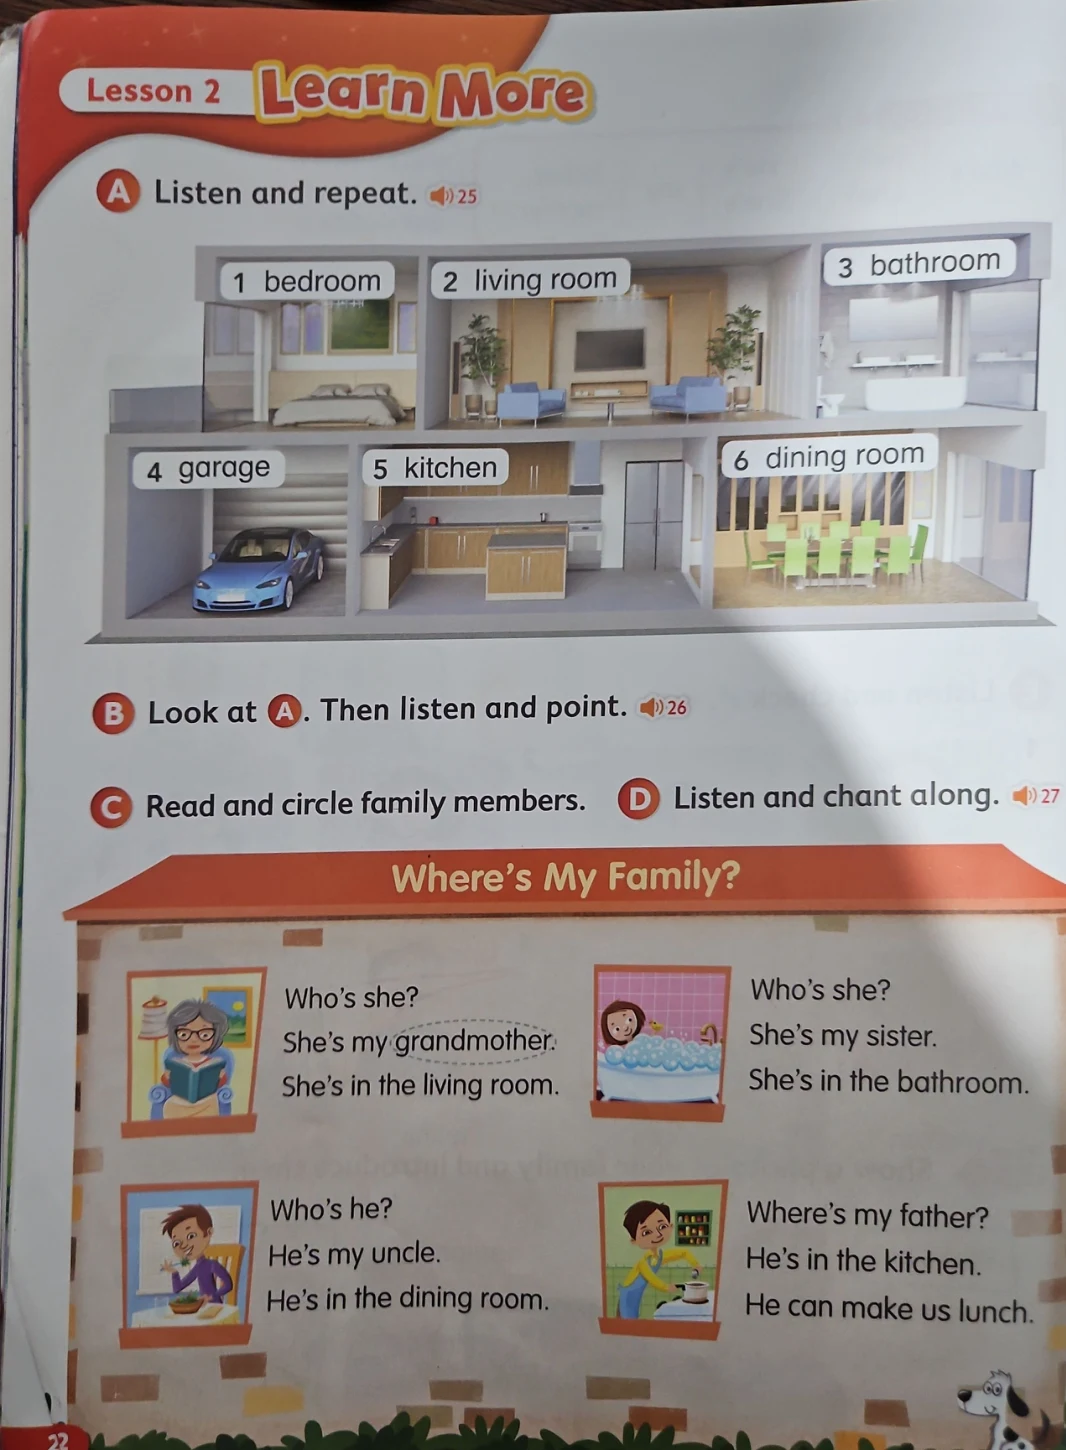 Lesson 2 Learn More
A Listen and repeat. 25
1 bedroom
2 living room
3 bathroom
4 garage
5 kitchen
6 dining room
B Look at A. Then listen and point. 26
C Read and circle family members.
D Listen and chant along. 27
Where's My Family?
Who's she?
She's my grandmother.
She's in the living room.
Who's she?
She's my sister.
She's in the bathroom.
Who's he?
He's my uncle.
He's in the dining room.
Where's my father?
He's in the kitchen.
He can make us lunch.
22